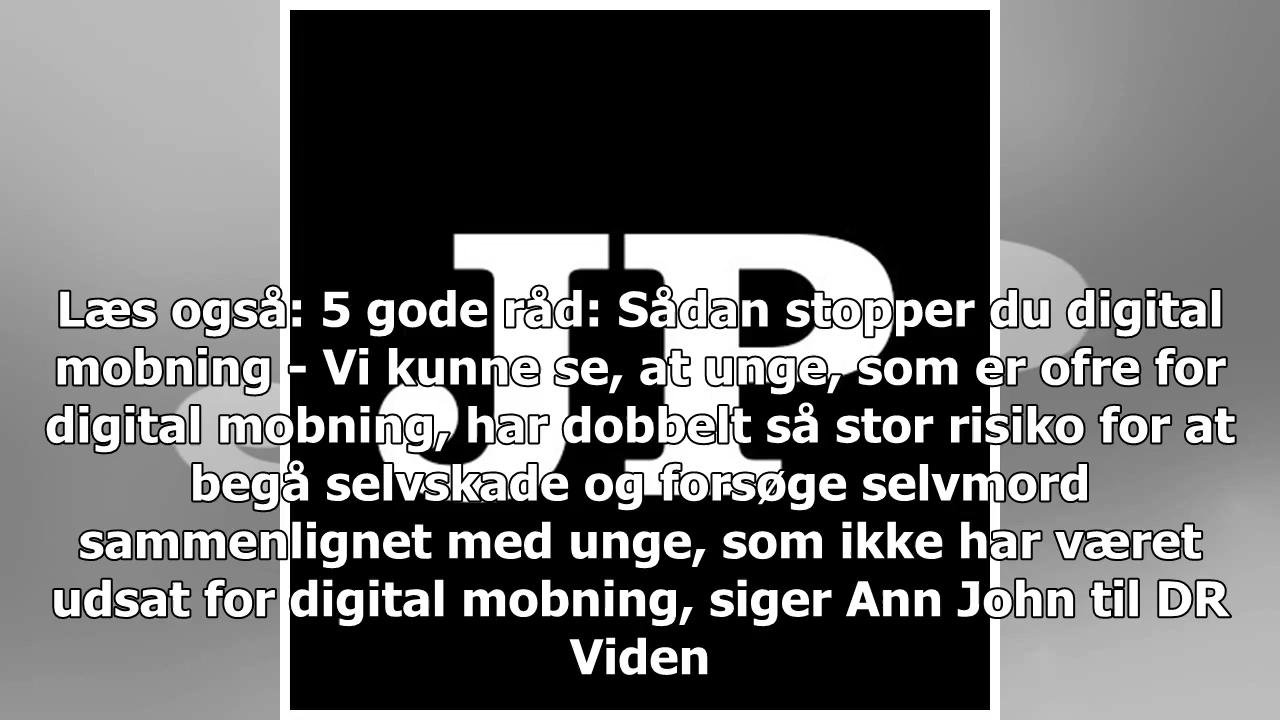 JP
Læs også: 5 gode råd: Sådan stopper du digital
mobning - Vi kunne se, at unge, som er ofre for
digital mobning, har dobbelt så stor risiko for at
begå selvskade og forsøge selvmord
sammenlignet med unge, som ikke har været
udsat for digital mobning, siger Ann John til DR
Viden